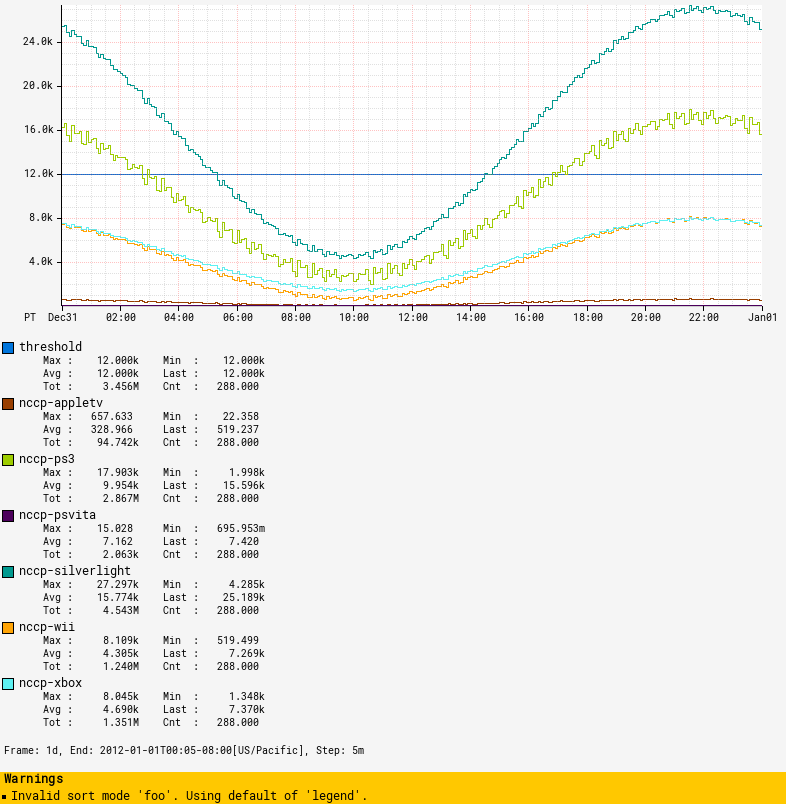 24.0k
20.0k
16.0k
12.0k
8.0k
4.0k
PT Dec31 02:00 04:00 06:00 08:00 10:00 12:00 14:00 16:00 18:00 20:00 22:00 Jan01
threshold
Max : 12.000k Min : 12.000k
Avg : 12.000k Last : 12.000k
Tot : 3.456M Cnt : 288.000
nccp-appletv
Max : 657.633 Min : 22.358
Avg : 328.966 Last : 519.237
Tot : 94.742k Cnt : 288.000
nccp-ps3
Max : 17.903k Min : 1.998k
Avg : 9.954k Last : 15.596k
Tot : 2.867M Cnt : 288.000
nccp-psvita
Max : 15.028 Min : 695.953m
Avg : 7.162 Last : 7.420
Tot : 2.063k Cnt : 288.000
nccp-silverlight
Max : 27.297k Min : 4.285k
Avg : 15.774k Last : 25.189k
Tot : 4.543M Cnt : 288.000
nccp-wii
Max : 8.109k Min : 519.499
Avg : 4.305k Last : 7.269k
Tot : 1.240M Cnt : 288.000
nccp-xbox
Max : 8.045k Min : 1.348k
Avg : 4.690k Last : 7.370k
Tot : 1.351M Cnt : 288.000
Frame: 1d, End: 2012-01-01T00:05-08:00[US/Pacific], Step: 5m
Warnings
▪ Invalid sort mode 'foo'. Using default of 'legend'.